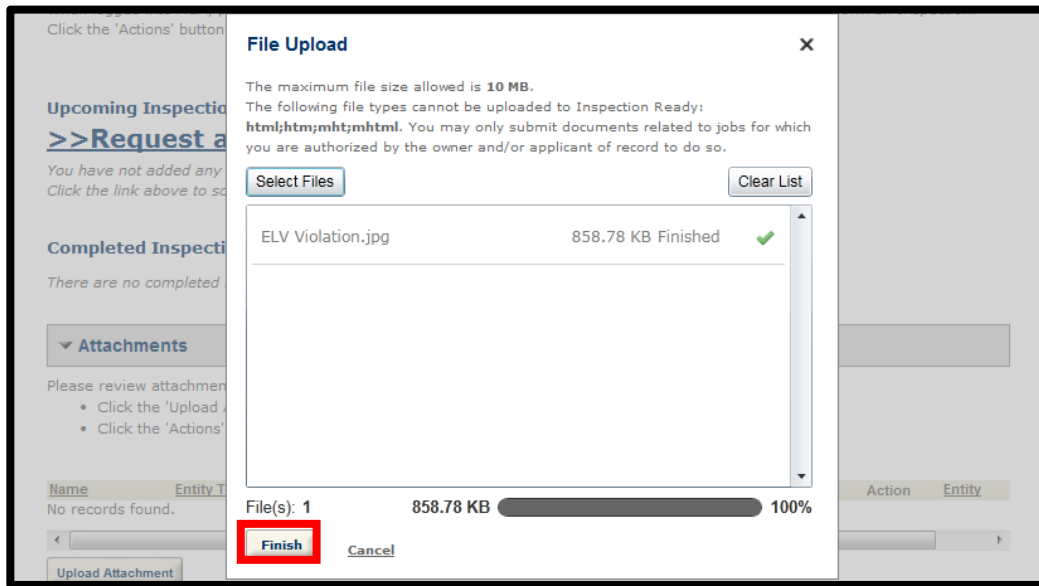 Click the 'Actions' button
File Upload
The maximum file size allowed is 10 MB.
The following file types cannot be uploaded to Inspection Ready:
html;htm;mht;mhtml. You may only submit documents related to jobs for which
you are authorized by the owner and/or applicant of record to do so.
Upcoming Inspectio
>>Request a
You have not added any
Click the link above to sc
Select Files
Clear List
ELV Violation.jpg 858.78 KB Finished
Completed Inspecti
There are no completed
Attachments
Please review attachmen
• Click the 'Upload
• Click the 'Actions'
Name Entity T Action Entity
No records found.
File(s): 1 858.78 KB 100%
Finish Cancel
Upload Attachment